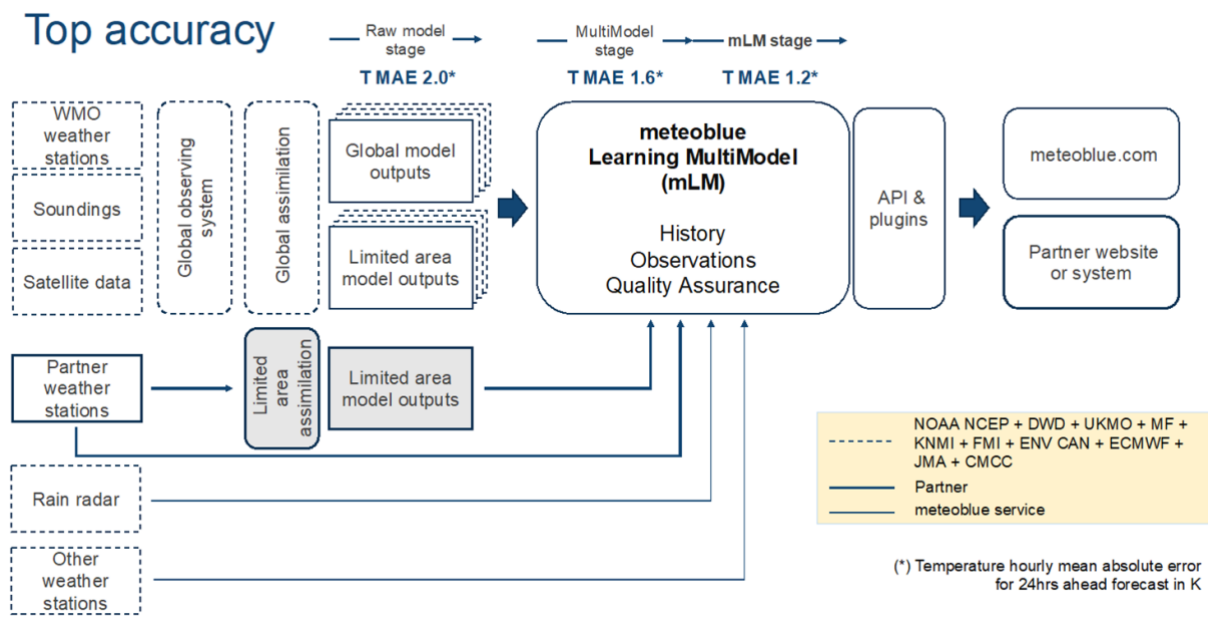 Top accuracy
Raw model
stage
MultiModel
stage
mLM stage
T MAE 2.0*
T MAE 1.6*
T MAE 1.2*
WMO
weather
stations
Soundings
Satellite data
Global observing
system
Global assimilation
Global model
outputs
Limited area
model outputs
meteoblue
Learning MultiModel
(mLM)
History
Observations
Quality Assurance
API &
plugins
meteoblue.com
Partner website
or system
Partner
weather
stations
Limited
area
assimilation
Limited area
model outputs
Rain radar
Other
weather
stations
NOAA NCEP + DWD + UKMO + MF +
KNMI + FMI + ENV CAN + ECMWF +
JMA + CMCC
Partner
meteoblue service
(*) Temperature hourly mean absolute error
for 24hrs ahead forecast in K